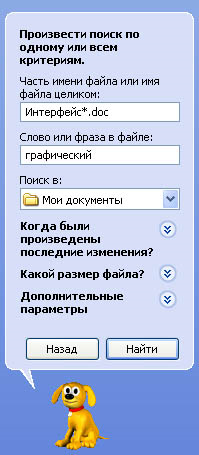 Произвести поиск по
одному или всем
критериям.
Часть имени файла или имя
файла целиком:
Интерфейс*.doc
Слово или фраза в файле:
графический
Поиск в:
Мои документы
Когда были
произведены
последние изменения?
Какой размер файла?
Дополнительные
параметры
Назад Найти